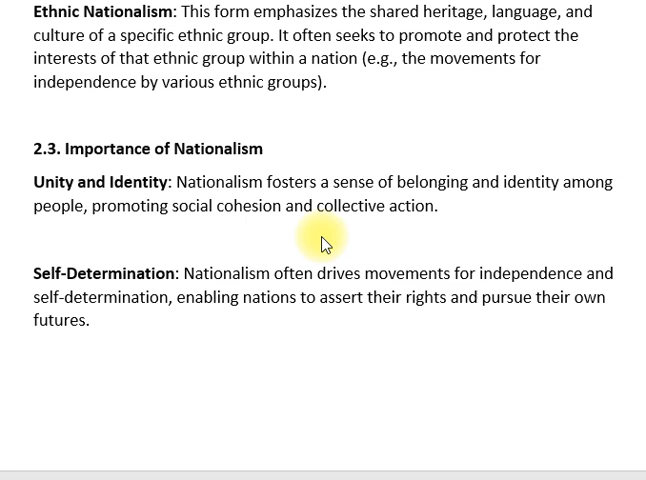 Ethnic Nationalism: This form emphasizes the shared heritage, language, and
culture of a specific ethnic group. It often seeks to promote and protect the
interests of that ethnic group within a nation (e.g., the movements for
independence by various ethnic groups).
2.3. Importance of Nationalism
Unity and Identity: Nationalism fosters a sense of belonging and identity among
people, promoting social cohesion and collective action.
Self-Determination: Nationalism often drives movements for independence and
self-determination, enabling nations to assert their rights and pursue their own
futures.